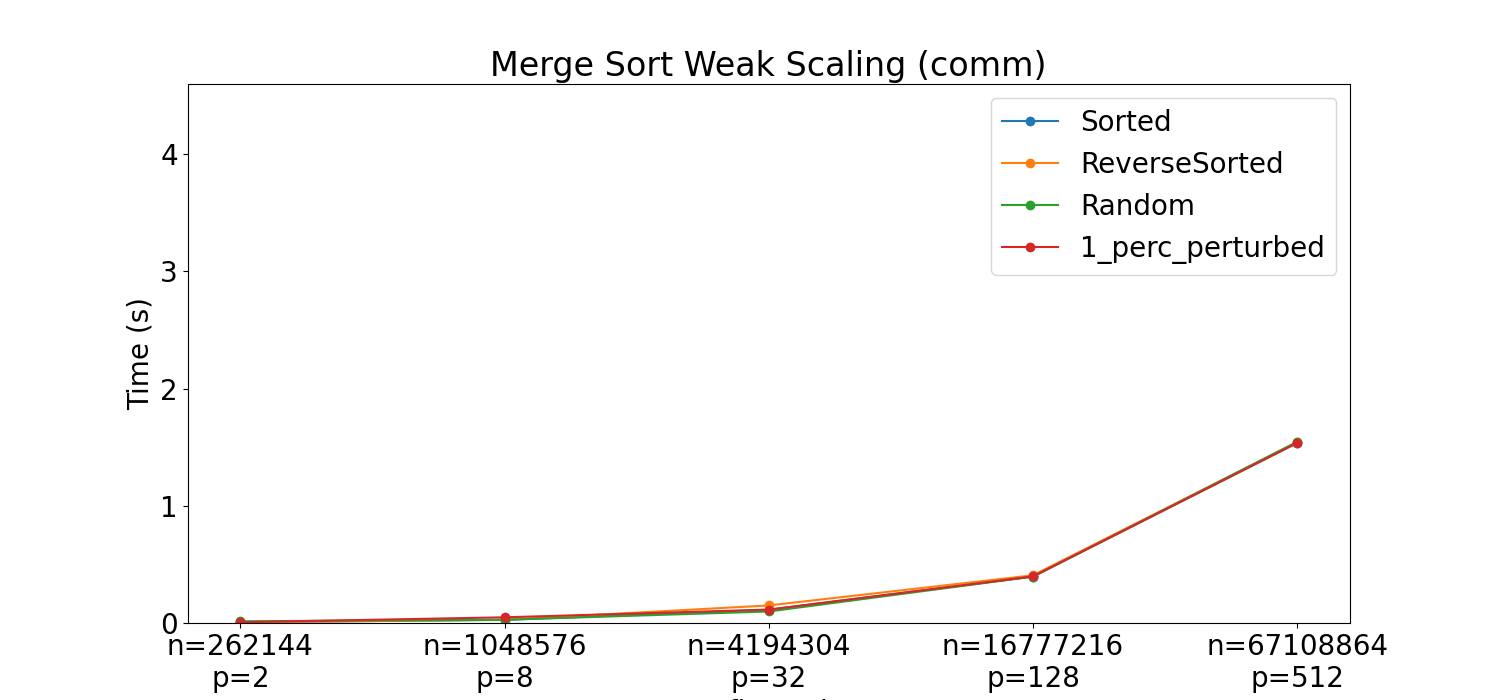 Merge Sort Weak Scaling (comm)
Sorted
ReverseSorted
Random
1_perc_perturbed
Time (s)
4
3
2
1
0
n=262144
p=2
n=1048576
p=8
n=4194304
p=32
n=16777216
p=128
n=67108864
p=512